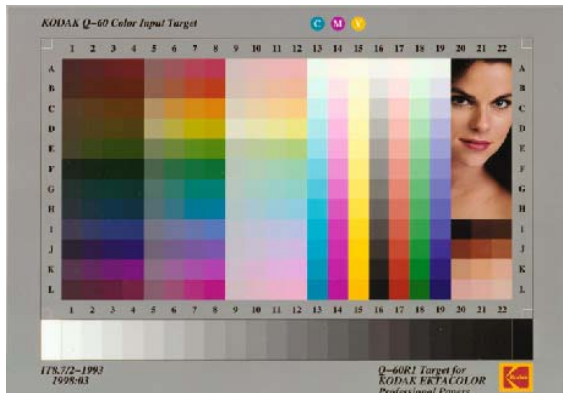 KODAK Q-60 Color Input Target
C M Y
1 2 3 4 5 6 7 8 9 10 11 12 13 14 15 16 17 18 19 20 21 22
A A
B B
C C
D D
E E
F F
G G
H H
I I
J J
K K
L L
1 2 3 4 5 6 7 8 9 10 11 12 13 14 15 16 17 18 19 20 21 22
IT8.7/2-1993
1998:03
Q-60R1 Target for
KODAK EKTACOLOR
Professional Papers
Kodak